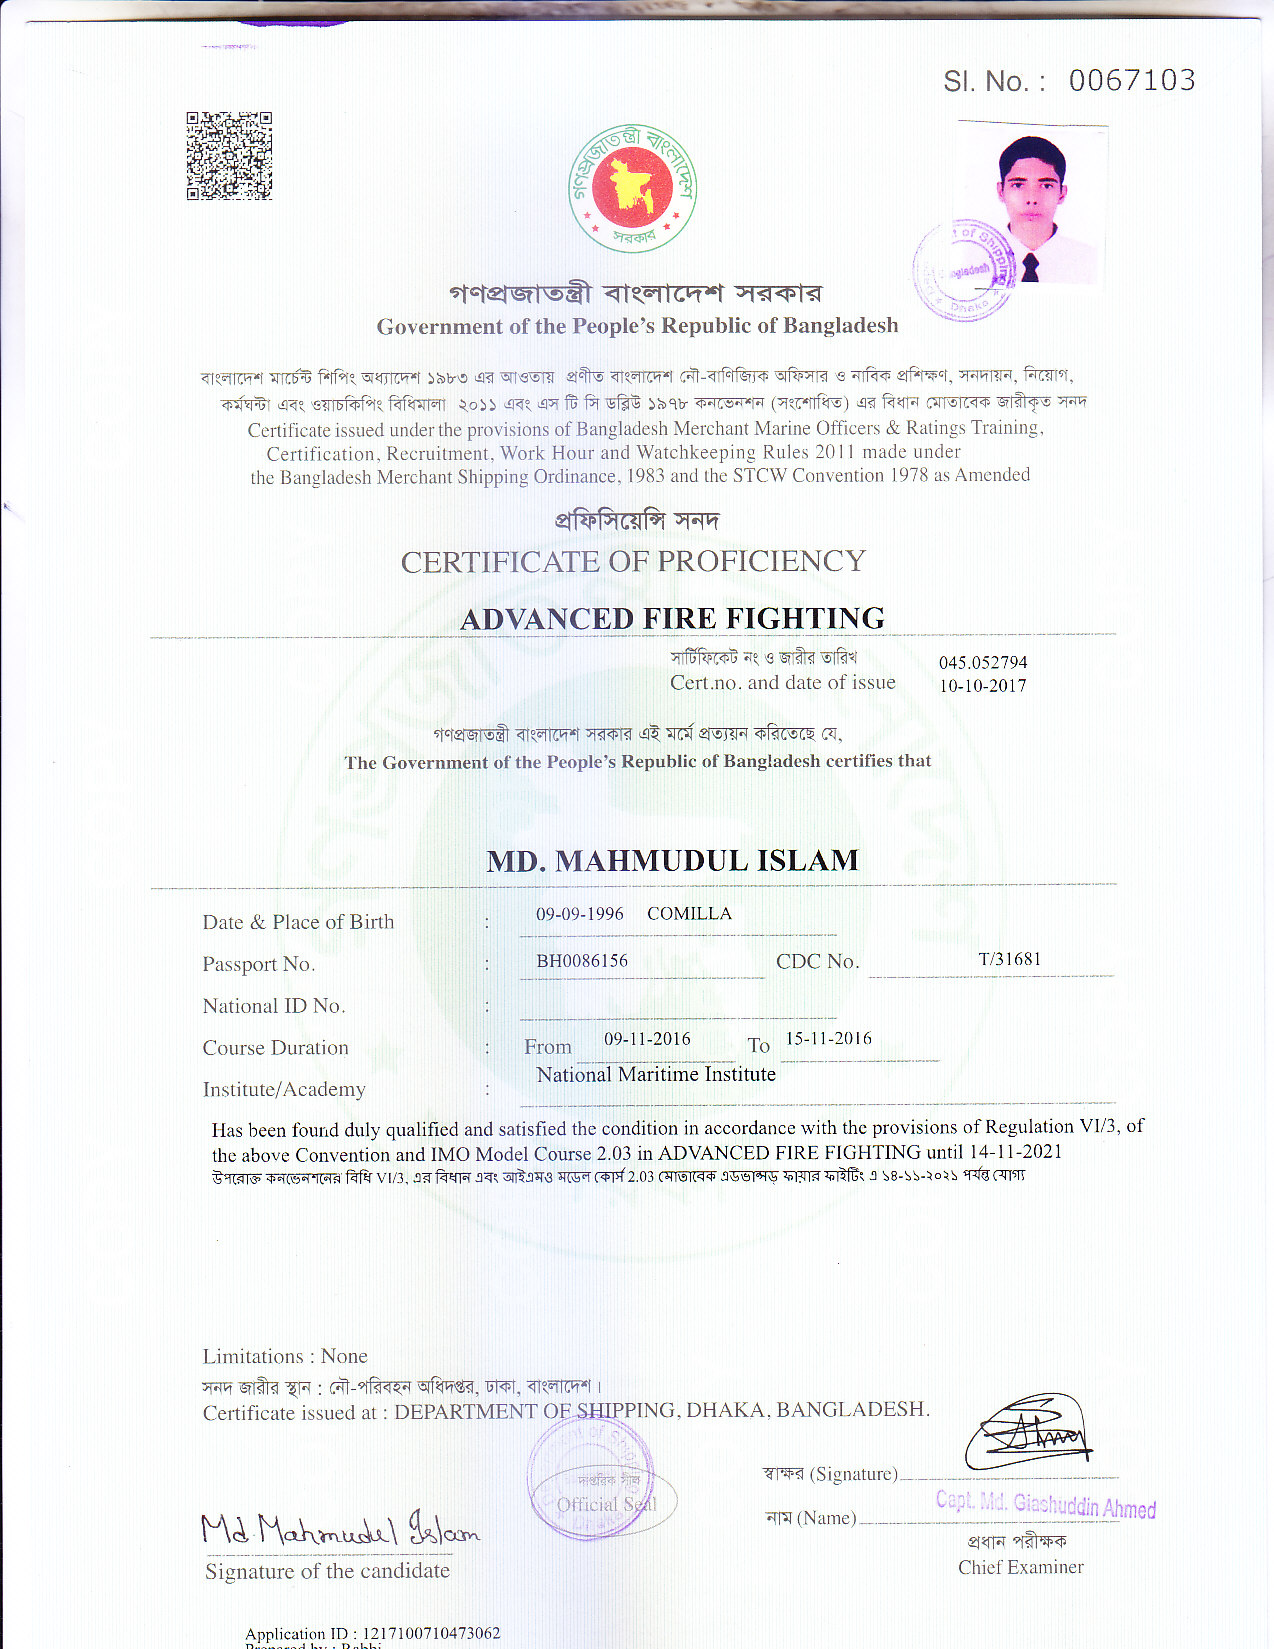 Sl. No. : 0067103
গণপ্রজাতন্ত্রী বাংলাদেশ
সরকার
গণপ্রজাতন্ত্রী বাংলাদেশ সরকার
Government of the People's Republic of Bangladesh
বাংলাদেশ মার্চেন্ট শিপিং অধ্যাদেশ ১৯৮৩ এর আওতায় প্রণীত বাংলাদেশ নৌ-বাণিজ্যিক অফিসার ও নাবিক প্রশিক্ষণ, সনদায়ন, নিয়োগ,
কর্মঘন্টা এবং ওয়াচকিপিং বিধিমালা ২০১১ এবং এস টি সি ডব্লিউ ১৯৭৮ কনভেনশন (সংশোধিত) এর বিধান মোতাবেক জারীকৃত সনদ
Certificate issued under the provisions of Bangladesh Merchant Marine Officers & Ratings Training,
Certification, Recruitment, Work Hour and Watchkeeping Rules 2011 made under
the Bangladesh Merchant Shipping Ordinance, 1983 and the STCW Convention 1978 as Amended
প্রফিসিয়েন্সি সনদ
CERTIFICATE OF PROFICIENCY
ADVANCED FIRE FIGHTING
সার্টিফিকেট নং ও জারীর তারিখ 045.052794
Cert.no. and date of issue 10-10-2017
গণপ্রজাতন্ত্রী বাংলাদেশ সরকার এই মর্মে প্রত্যয়ন করিতেছে যে,
The Government of the People's Republic of Bangladesh certifies that
MD. MAHMUDUL ISLAM
Date & Place of Birth : 09-09-1996 COMILLA
Passport No. : BH0086156 CDC No. T/31681
National ID No. :
Course Duration : From 09-11-2016 To 15-11-2016
Institute/Academy : National Maritime Institute
Has been found duly qualified and satisfied the condition in accordance with the provisions of Regulation VI/3, of
the above Convention and IMO Model Course 2.03 in ADVANCED FIRE FIGHTING until 14-11-2021
উপরোক্ত কনভেনশনের বিধি VI/3, এর বিধান এবং আইএমও মডেল কোর্স 2.03 মোতাবেক এডভান্সড ফায়ার ফাইটিং এ ১৪-১১-২০২১ পর্যন্ত যোগ্য
Limitations : None
সনদ জারীর স্থান : নৌ-পরিবহন অধিদপ্তর, ঢাকা, বাংলাদেশ।
Certificate issued at : DEPARTMENT OF SHIPPING, DHAKA, BANGLADESH.
স্বাক্ষর (Signature)
দাপ্তরিক সীল
Official Seal
Capt. Md. Giashuddin Ahmed
নাম (Name)
Md. Mahmudul Islam
প্রধান পরীক্ষক
Signature of the candidate
Chief Examiner
Application ID : 1217100710473062
Prepared by : Rabbi